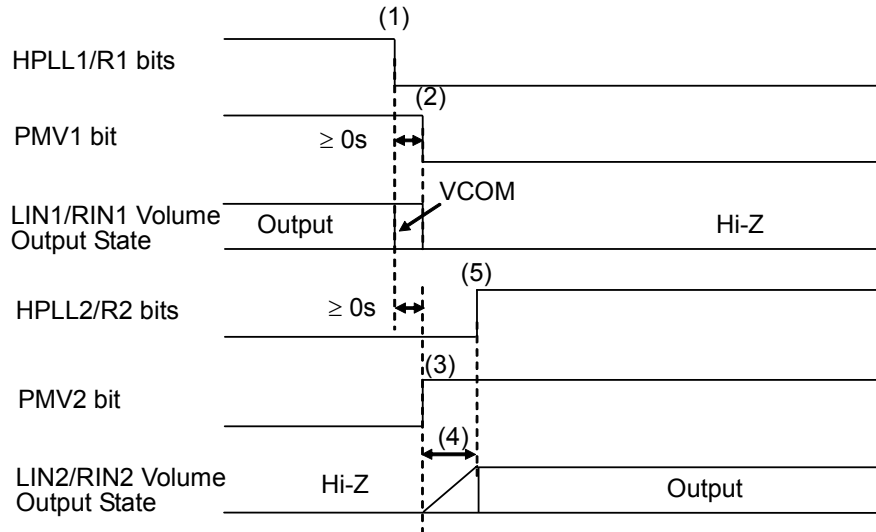 (1)
HPLL1/R1 bits
(2)
PMV1 bit
≥ 0s
VCOM
LIN1/RIN1 Volume
Output State
Output
Hi-Z
(5)
HPLL2/R2 bits
≥ 0s
(3)
PMV2 bit
(4)
LIN2/RIN2 Volume
Output State
Hi-Z
Output